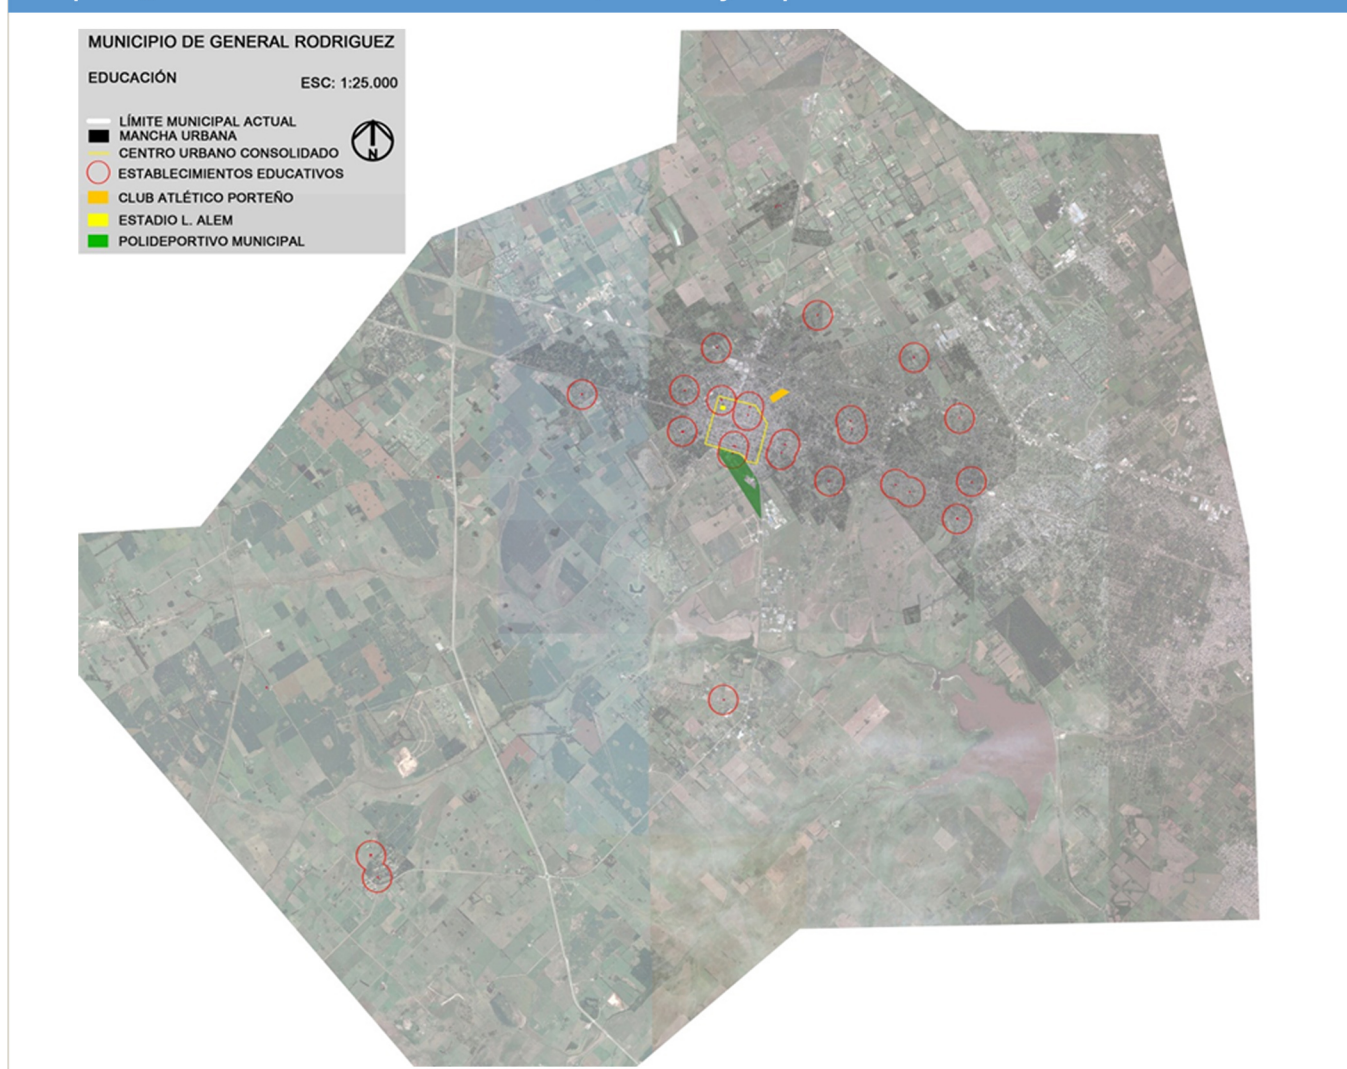 MUNICIPIO DE GENERAL RODRIGUEZ
EDUCACIÓN
ESC: 1:25.000
LÍMITE MUNICIPAL ACTUAL
MANCHA URBANA
CENTRO URBANO CONSOLIDADO
N
ESTABLECIMIENTOS EDUCATIVOS
CLUB ATLÉTICO PORTEÑO
ESTADIO L. ALEM
POLIDEPORTIVO MUNICIPAL